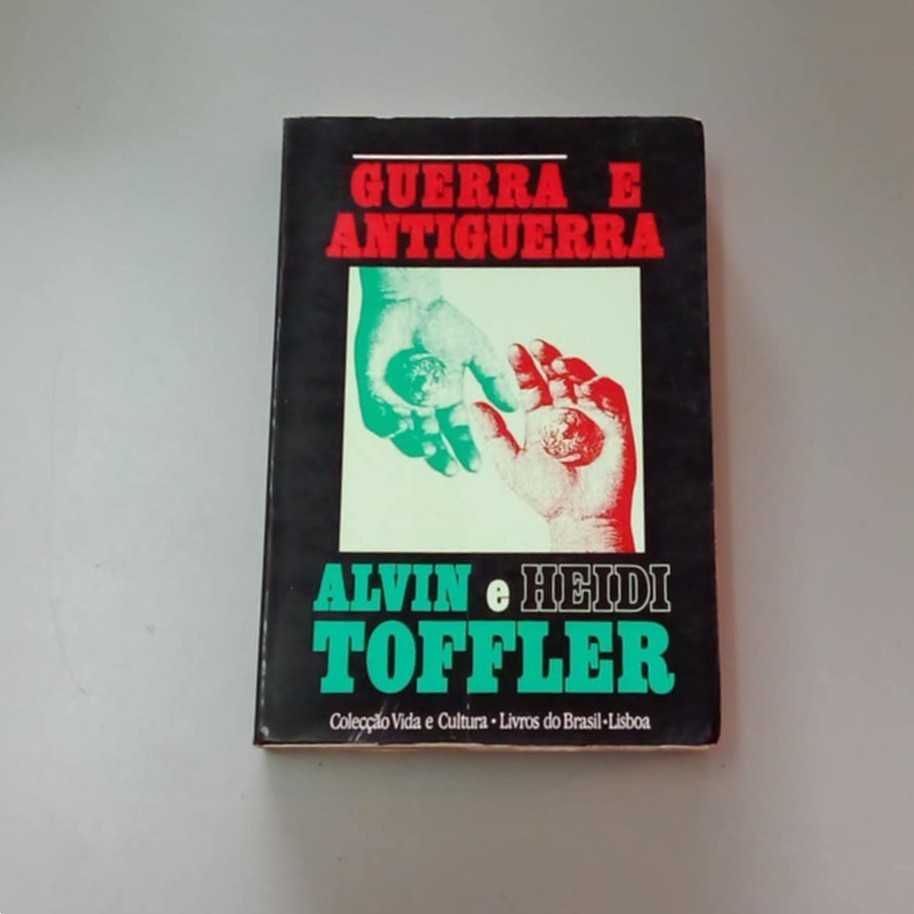 GUERRA E
ANTIGUERRA
ALVIN e HEIDI
TOFFLER
Colecção Vida e Cultura • Livros do Brasil • Lisboa